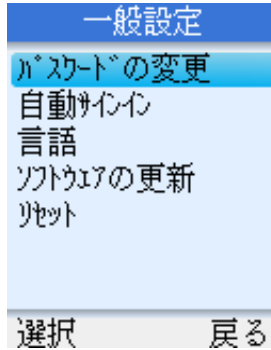 一般設定
ﾊﾟｽﾜｰﾄﾞの変更
自動ｻｲﾝｲﾝ
言語
ｿﾌﾄｳｪｱの更新
ﾘｾｯﾄ
選択 戻る